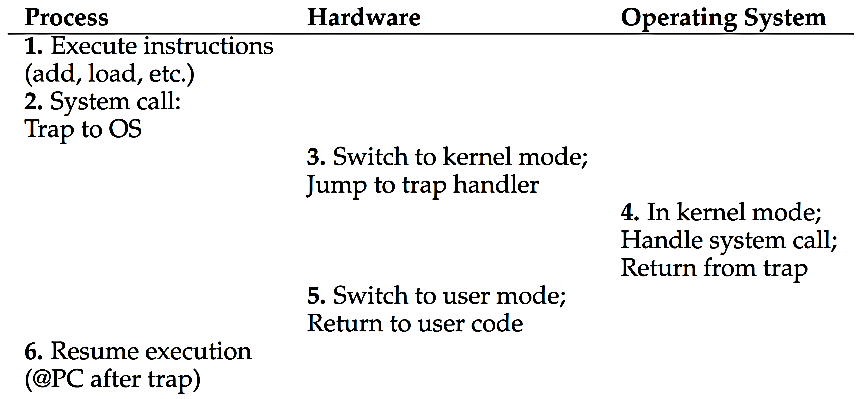 Process Hardware Operating System
1. Execute instructions
(add, load, etc.)
2. System call:
Trap to OS
3. Switch to kernel mode;
Jump to trap handler
4. In kernel mode;
Handle system call;
Return from trap
5. Switch to user mode;
Return to user code
6. Resume execution
(@PC after trap)